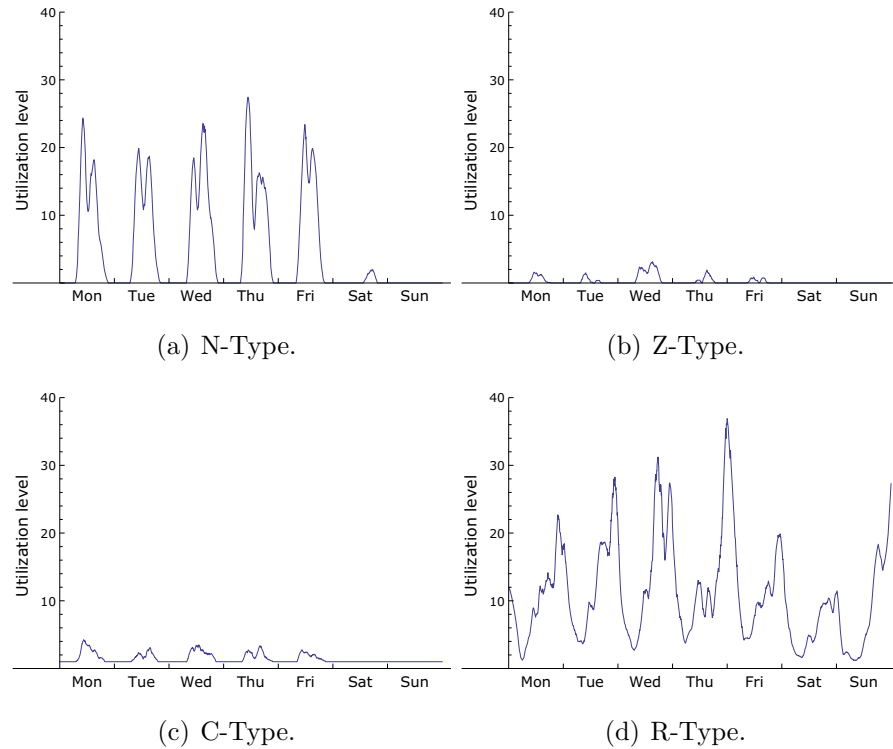 40
30
20
10
Utilization level
Mon Tue Wed Thu Fri Sat Sun
(a) N-Type.
40
30
20
10
Utilization level
Mon Tue Wed Thu Fri Sat Sun
(b) Z-Type.
40
30
20
10
Utilization level
Mon Tue Wed Thu Fri Sat Sun
(c) C-Type.
40
30
20
10
Utilization level
Mon Tue Wed Thu Fri Sat Sun
(d) R-Type.